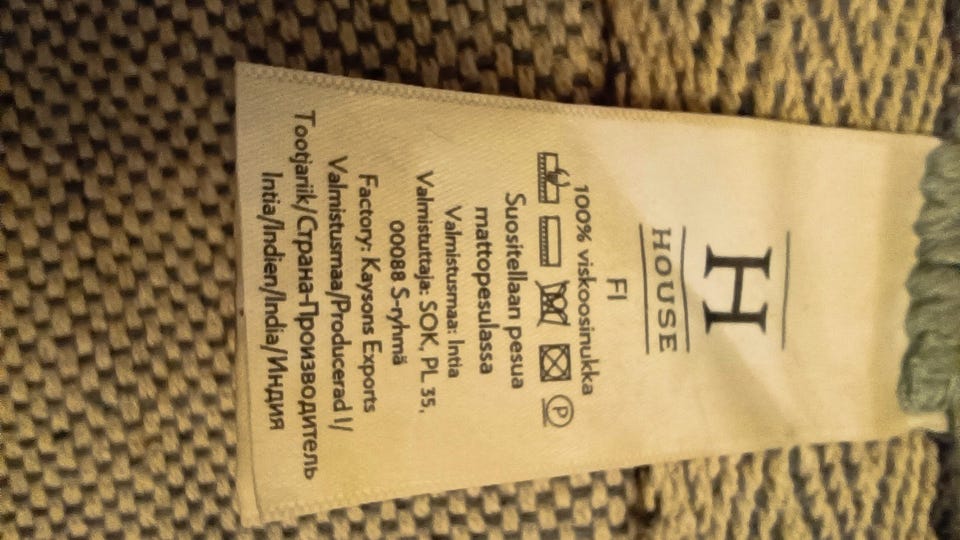 H
HOUSE
FI
100% viskoosinukka
P
Suositellaan pesua
mattopesulassa
Valmistusmaa: Intia
Valmistuttaja: SOK, PL 35,
00088 S-ryhmä
Factory: Kaysons Exports
Valmistusmaa/Producerad I/
Tootjariik/Страна-Производитель
Intia/Indien/India/Индия